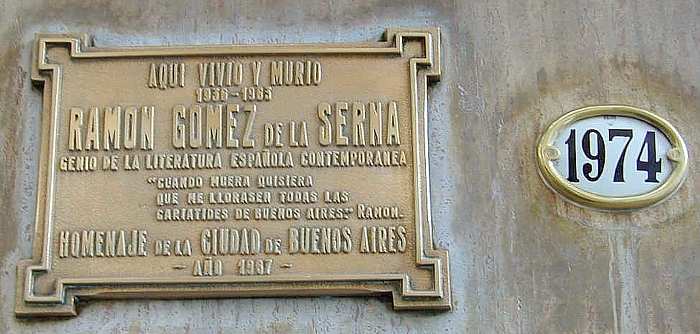 AQUI VIVIO Y MURIO
1936 - 1963
RAMON GOMEZ DE LA SERNA
GENIO DE LA LITERATURA ESPAÑOLA CONTEMPORANEA
"CUANDO MUERA QUISIERA
QUE ME LLORASEN TODAS LAS
CARIATIDES DE BUENOS AIRES." RAMON.
HOMENAJE DE LA CIUDAD DE BUENOS AIRES
- AÑO 1987 -
1974